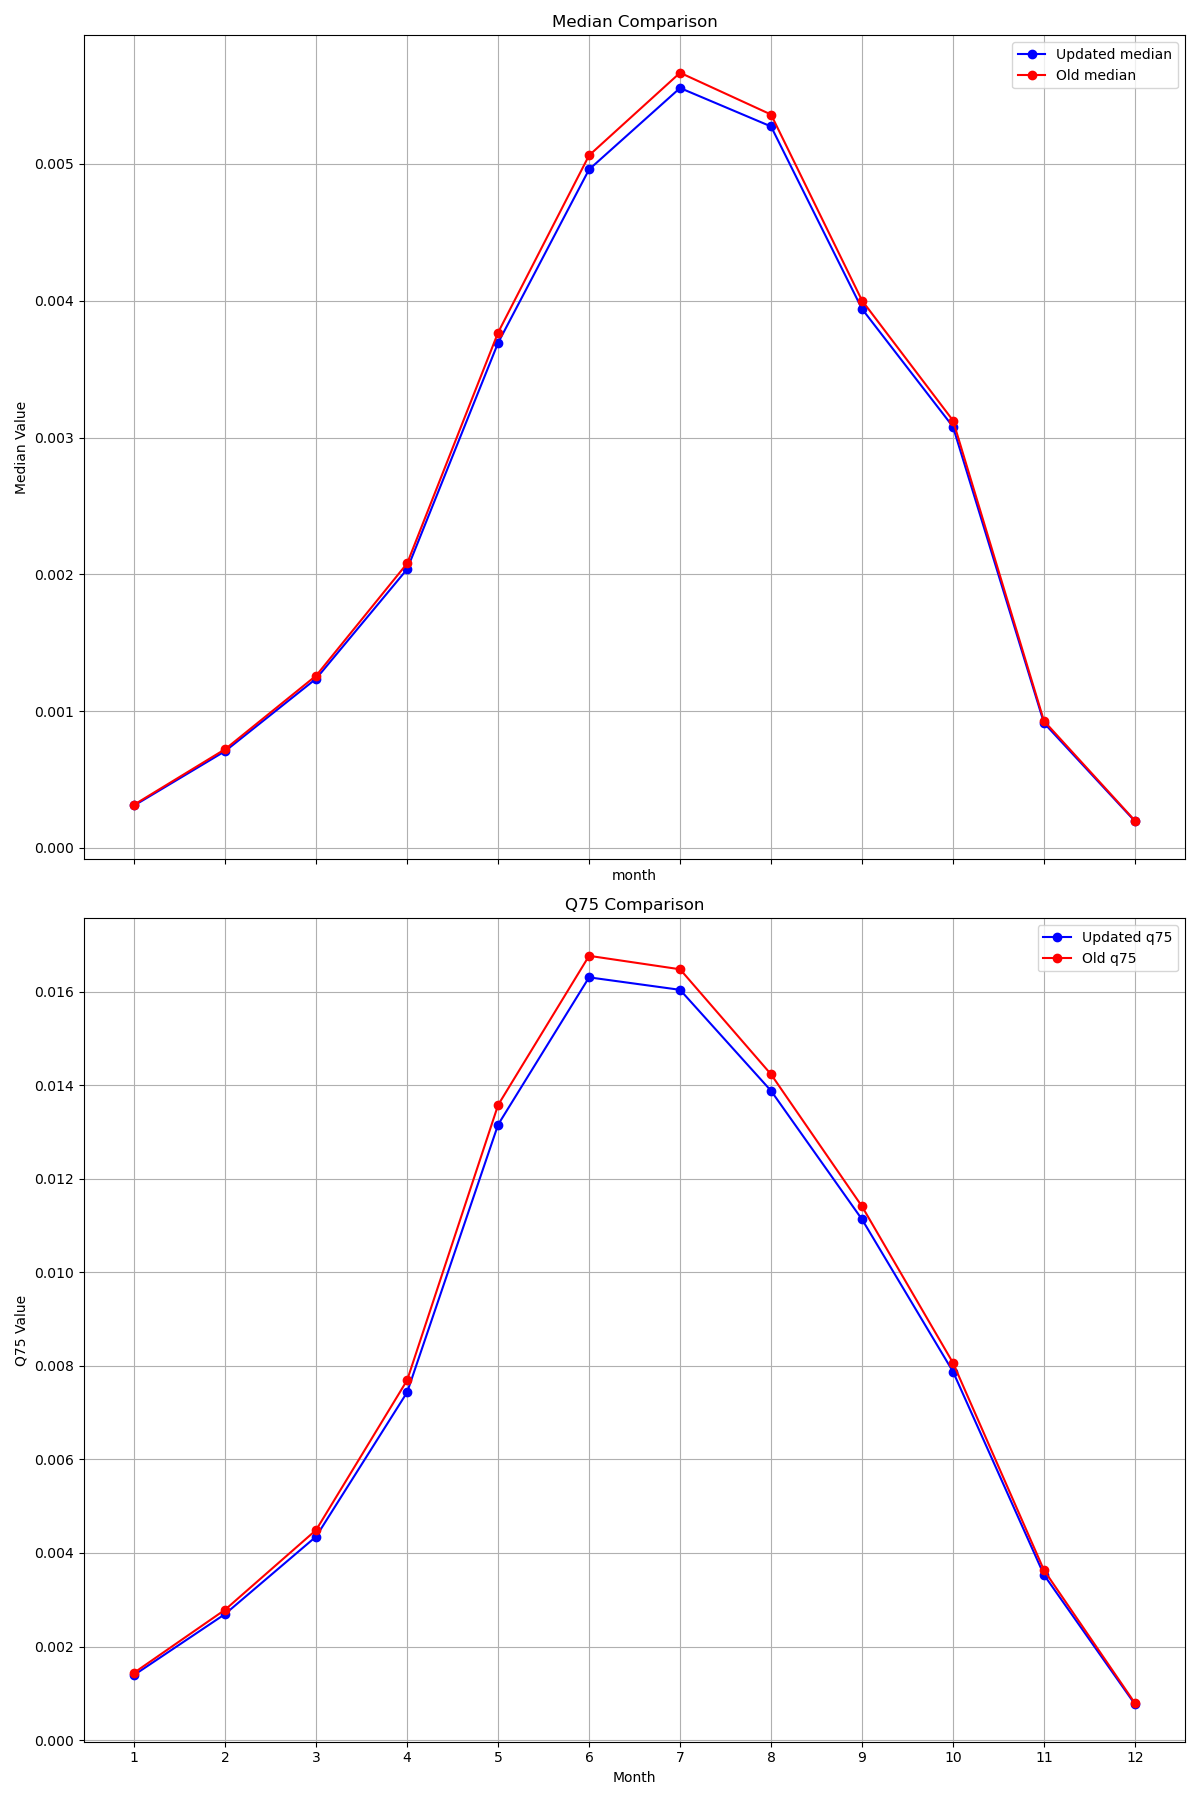 Median Comparison
Updated median
Old median
0.005
0.004
0.003
0.002
0.001
0.000
Median Value
month
Q75 Comparison
Updated q75
Old q75
0.016
0.014
0.012
0.010
0.008
0.006
0.004
0.002
0.000
Q75 Value
1 2 3 4 5 6 7 8 9 10 11 12
Month